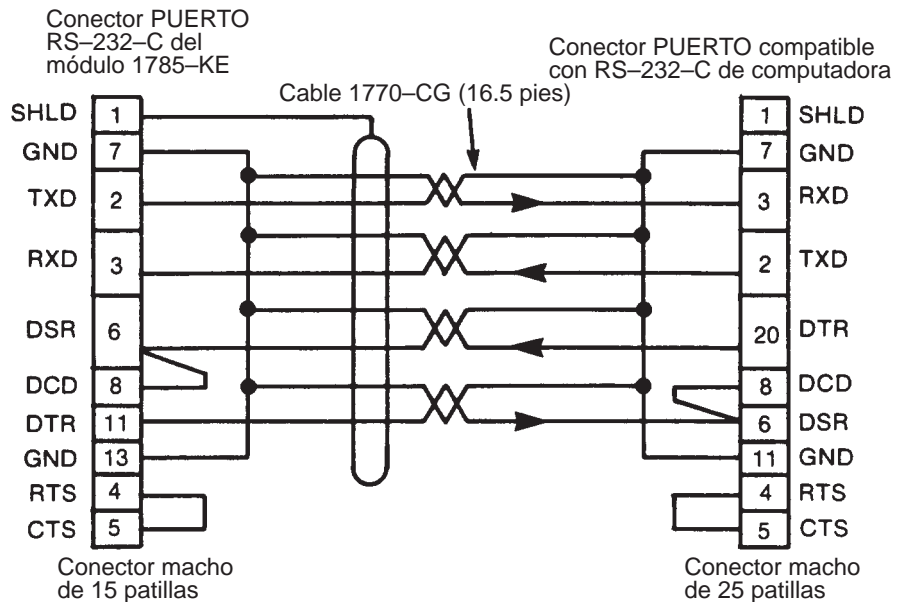 Conector PUERTO
RS–232–C del
módulo 1785–KE
Conector PUERTO compatible
con RS–232–C de computadora
Cable 1770–CG (16.5 pies)
SHLD 1
GND 7
TXD 2
RXD 3
DSR 6
DCD 8
DTR 11
GND 13
RTS 4
CTS 5
1 SHLD
7 GND
3 RXD
2 TXD
20 DTR
8 DCD
6 DSR
11 GND
4 RTS
5 CTS
Conector macho
de 15 patillas
Conector macho
de 25 patillas